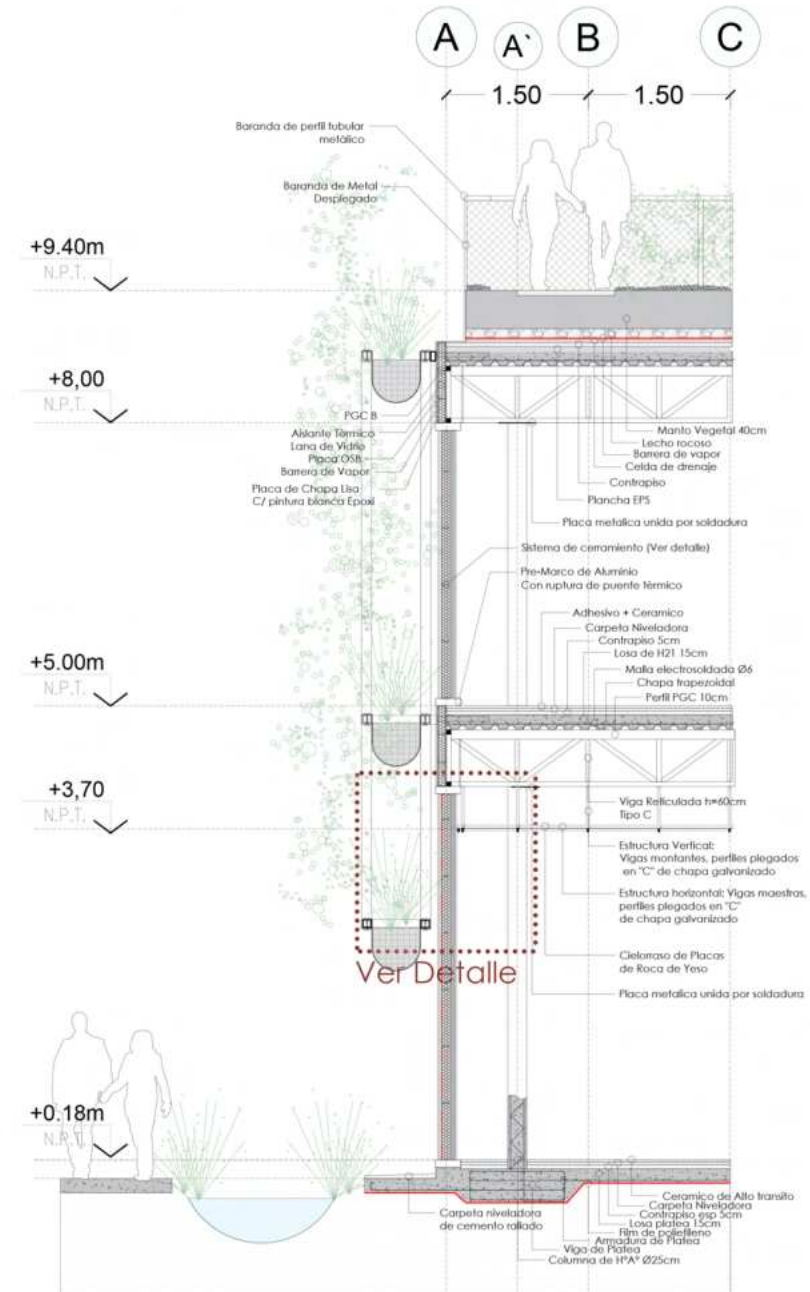 A
A`
B
C
1.50
1.50
Baranda de perfil tubular
metálico
Baranda de Metal
Desplegado
+9.40m
N.P.T.
+8,00
N.P.T.
PGC B
Aislante Térmico
Lana de Vidrio
Placa OSB
Barrera de Vapor
Placa de Chapa Lisa
C/ pintura blanca Epoxi
Manto Vegetal 40cm
Lecho rocoso
Barrera de vapor
Celda de drenaje
Contrapiso
Plancha EPS
Placa metalica unida por soldadura
Sistema de cerramiento (Ver detalle)
Pre-Marco de Aluminio
Con ruptura de puente térmico
Adhesivo + Ceramico
Carpeta Niveladora
Contrapiso 5cm
Losa de H21 15cm
Malla electrosoldada Ø6
Chapa trapezoidal
Perfil PGC 10cm
+5.00m
N.P.T.
+3,70
N.P.T.
Viga Reticulada h=60cm
Tipo C
Estructura Vertical:
Vigas montantes, perfiles plegados
en "C" de chapa galvanizado
Estructura horizontal: Vigas maestras,
perfiles plegados en "C"
de chapa galvanizado
Cielorraso de Placas
de Roca de Yeso
Placa metalica unida por soldadura
Ver Detalle
+0.18m
N.P.T.
Carpeta niveladora
de cemento rallado
Ceramico de Alto transito
Carpeta Niveladora
Contrapiso esp 5cm
Losa platea 15cm
Film de polietileno
Armadura de Platea
Viga de Platea
Columna de HºAº Ø25cm